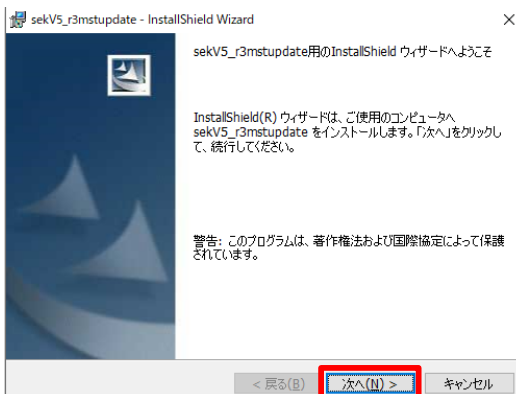 sekV5_r3mstupdate - InstallShield Wizard
sekV5_r3mstupdate用のInstallShield ウィザードへようこそ
InstallShield(R) ウィザードは、ご使用のコンピュータへ
sekV5_r3mstupdate をインストールします。「次へ」をクリックし
て、続行してください。
警告: このプログラムは、著作権法および国際協定によって保護
されています。
< 戻る(B)
次へ(N) >
キャンセル